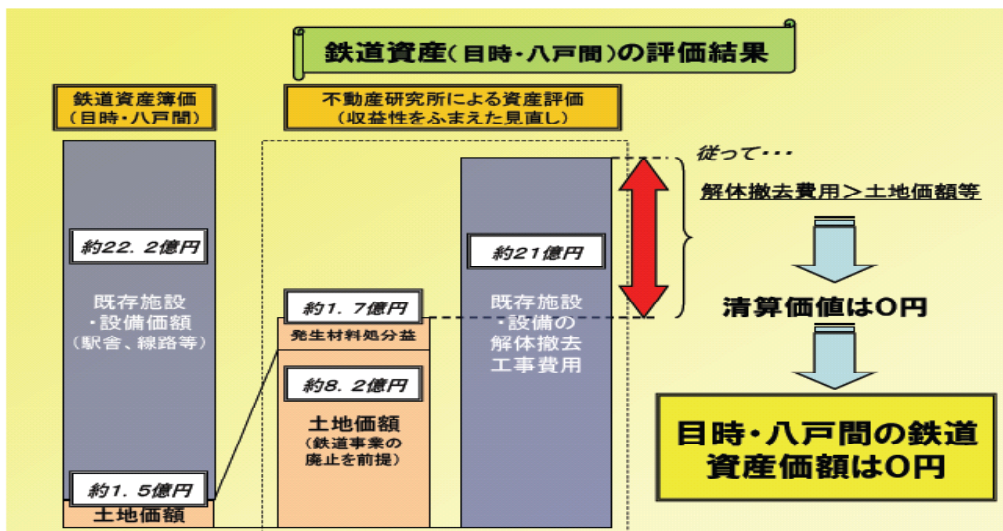 鉄道資産(目時・八戸間)の評価結果
鉄道資産簿価
(目時・八戸間)
不動産研究所による資産評価
(収益性をふまえた見直し)
約22.2億円
既存施設
・設備価額
(駅舎、線路等)
約1.5億円
土地価額
約1.7億円
発生材料処分益
約8.2億円
土地価額
(鉄道事業の
廃止を前提)
約21億円
既存施設
・設備の
解体撤去
工事費用
従って・・・
解体撤去費用>土地価額等
清算価値は0円
目時・八戸間の鉄道
資産価額は0円